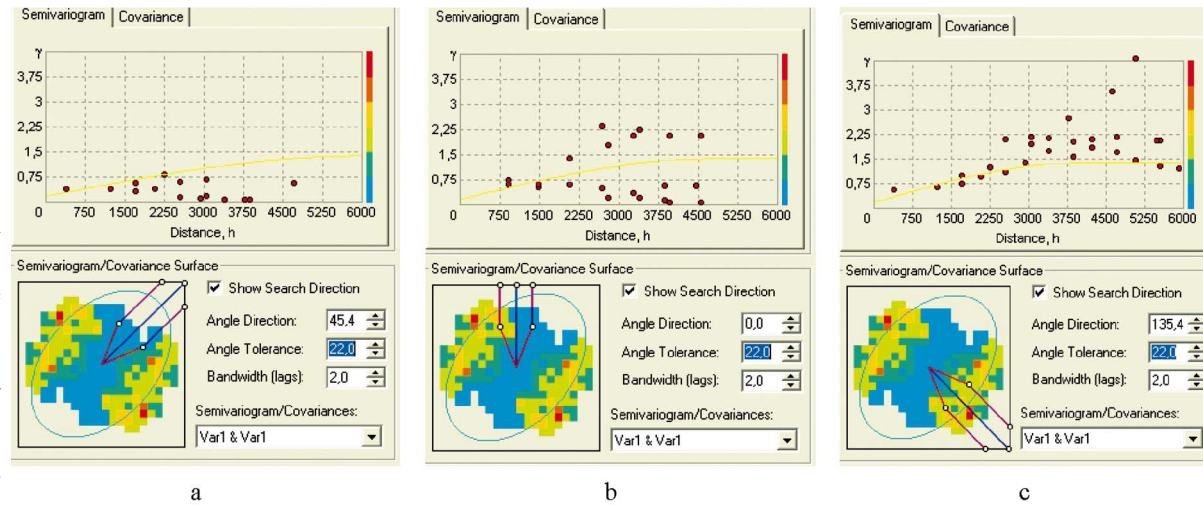 Semivariogram Covariance
γ
3,75
3
2,25
1,5
0,75
0 750 1500 2250 3000 3750 4500 5250 6000
Distance, h
Semivariogram/Covariance Surface
Show Search Direction
Angle Direction: 45,4
Angle Tolerance: 22,0
Bandwidth (lags): 2,0
Semivariogram/Covariances:
Var1 & Var1
a
Semivariogram Covariance
γ
3,75
3
2,25
1,5
0,75
0 750 1500 2250 3000 3750 4500 5250 6000
Distance, h
Semivariogram/Covariance Surface
Show Search Direction
Angle Direction: 0,0
Angle Tolerance: 22,0
Bandwidth (lags): 2,0
Semivariogram/Covariances:
Var1 & Var1
b
Semivariogram Covariance
γ
3,75
3
2,25
1,5
0,75
0 750 1500 2250 3000 3750 4500 5250 6000
Distance, h
Semivariogram/Covariance Surface
Show Search Direction
Angle Direction: 135,4
Angle Tolerance: 22,0
Bandwidth (lags): 2,0
Semivariogram/Covariances:
Var1 & Var1
c